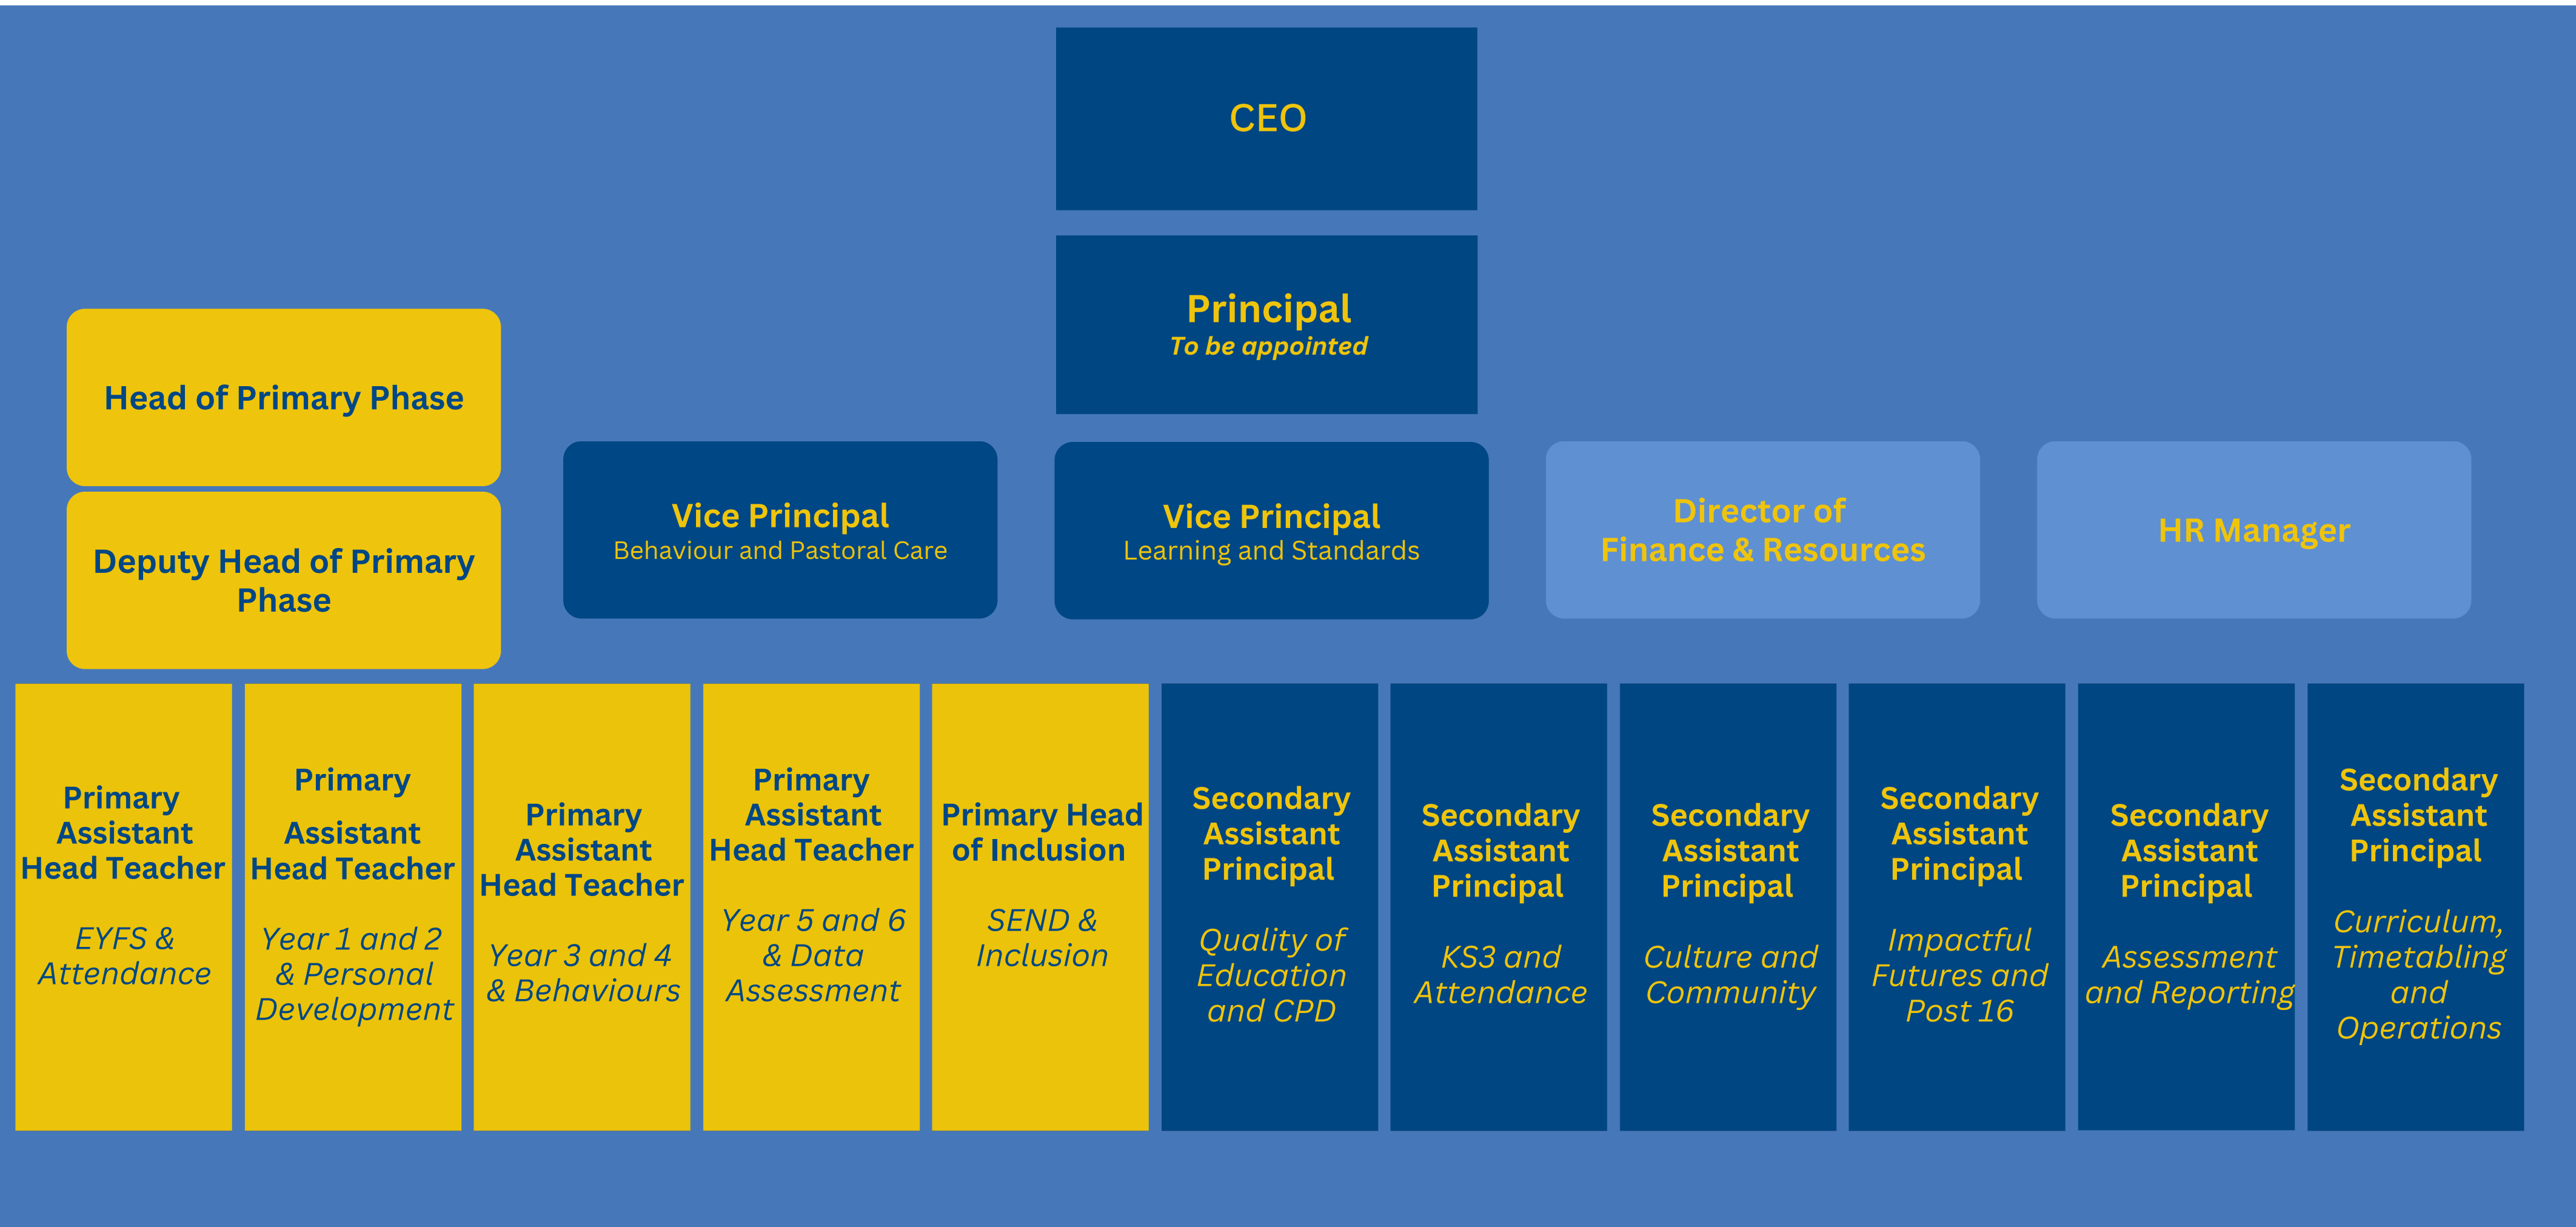 CEO
Principal
To be appointed
Head of Primary Phase
Deputy Head of Primary
Phase
Vice Principal
Behaviour and Pastoral Care
Vice Principal
Learning and Standards
Director of
Finance & Resources
HR Manager
Primary
Assistant
Head Teacher
EYFS &
Attendance
Primary
Assistant
Head Teacher
Year 1 and 2
& Personal
Development
Primary
Assistant
Head Teacher
Year 3 and 4
& Behaviours
Primary
Assistant
Head Teacher
Year 5 and 6
& Data
Assessment
Primary Head
of Inclusion
SEND &
Inclusion
Secondary
Assistant
Principal
Quality of
Education
and CPD
Secondary
Assistant
Principal
KS3 and
Attendance
Secondary
Assistant
Principal
Culture and
Community
Secondary
Assistant
Principal
Impactful
Futures and
Post 16
Secondary
Assistant
Principal
Assessment
and Reporting
Secondary
Assistant
Principal
Curriculum,
Timetabling
and
Operations